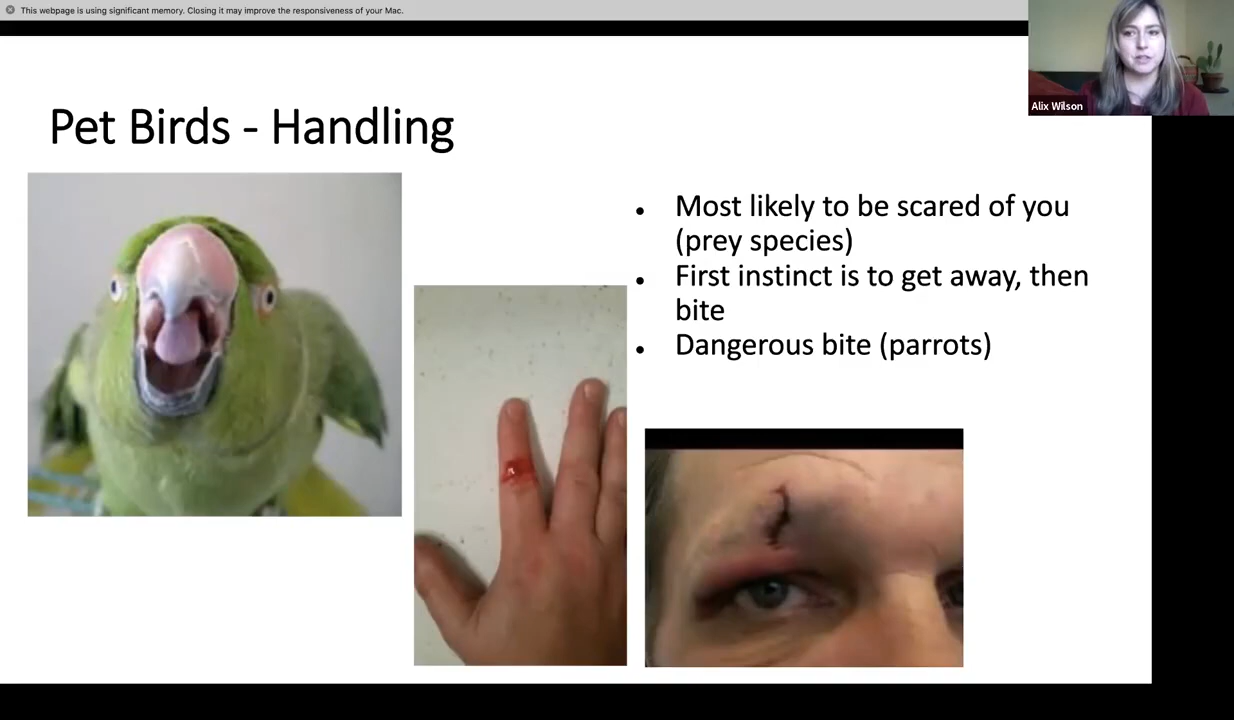 This webpage is using significant memory. Closing it may improve the responsiveness of your Mac.
Alix Wilson
Pet Birds - Handling
• Most likely to be scared of you
(prey species)
• First instinct is to get away, then
bite
• Dangerous bite (parrots)